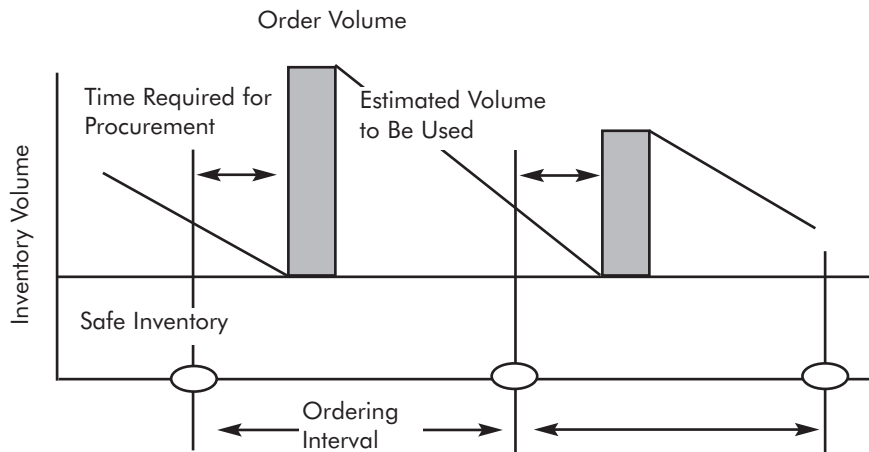 Order Volume
Time Required for
Procurement
Estimated Volume
to Be Used
Inventory Volume
Safe Inventory
Ordering
Interval